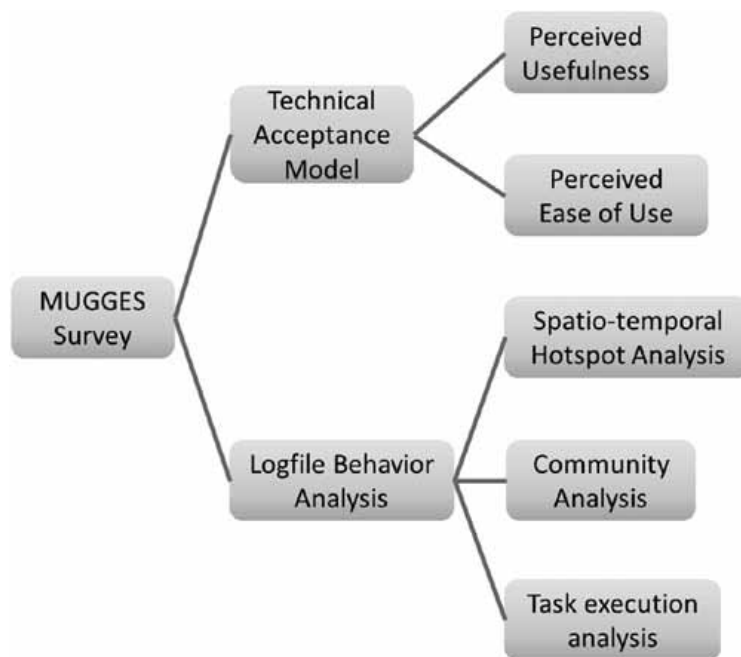 Perceived
Usefulness
Technical
Acceptance
Model
Perceived
Ease of Use
MUGGES
Survey
Spatio-temporal
Hotspot Analysis
Logfile Behavior
Analysis
Community
Analysis
Task execution
analysis